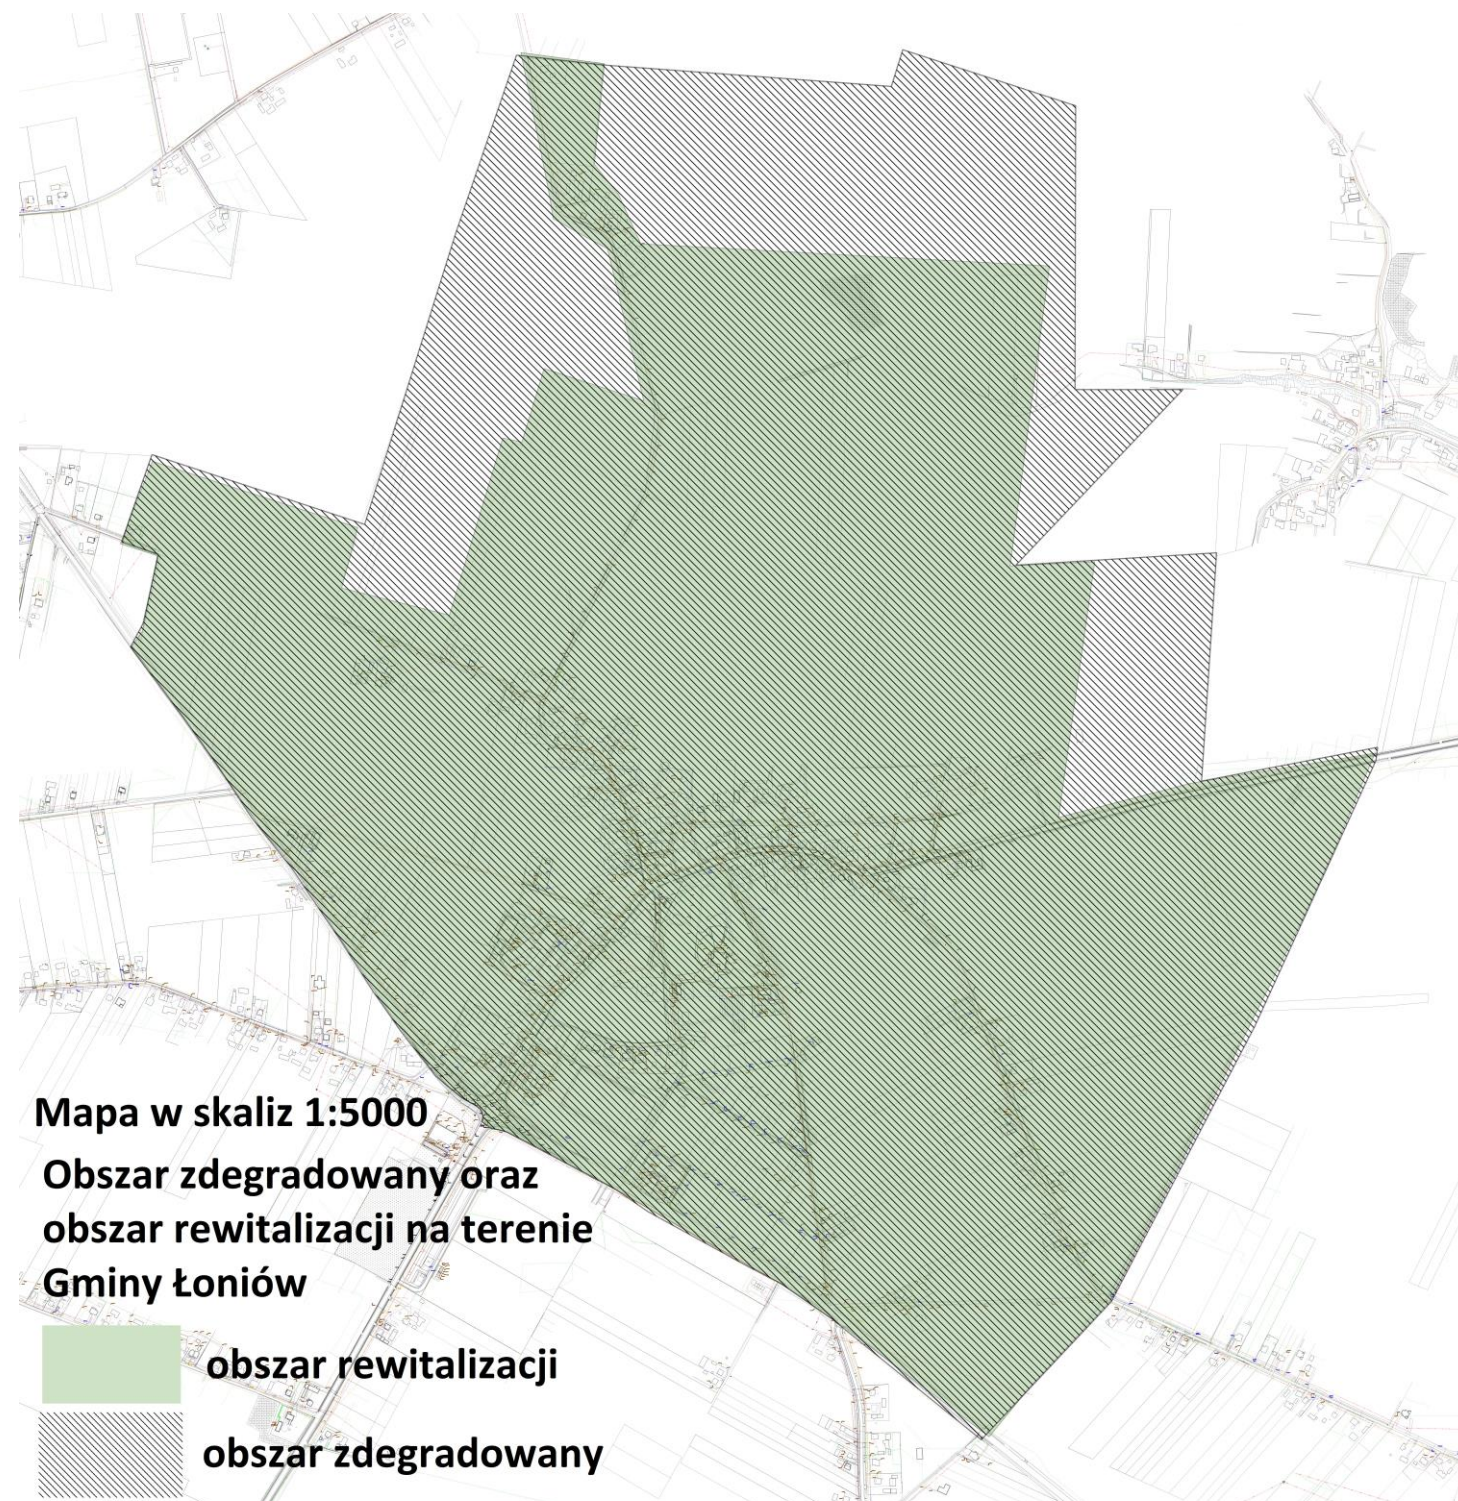 Mapa w skaliz 1:5000
Obszar zdegradowany oraz
obszar rewitalizacji na terenie
Gminy Łoniów
obszar rewitalizacji
obszar zdegradowany